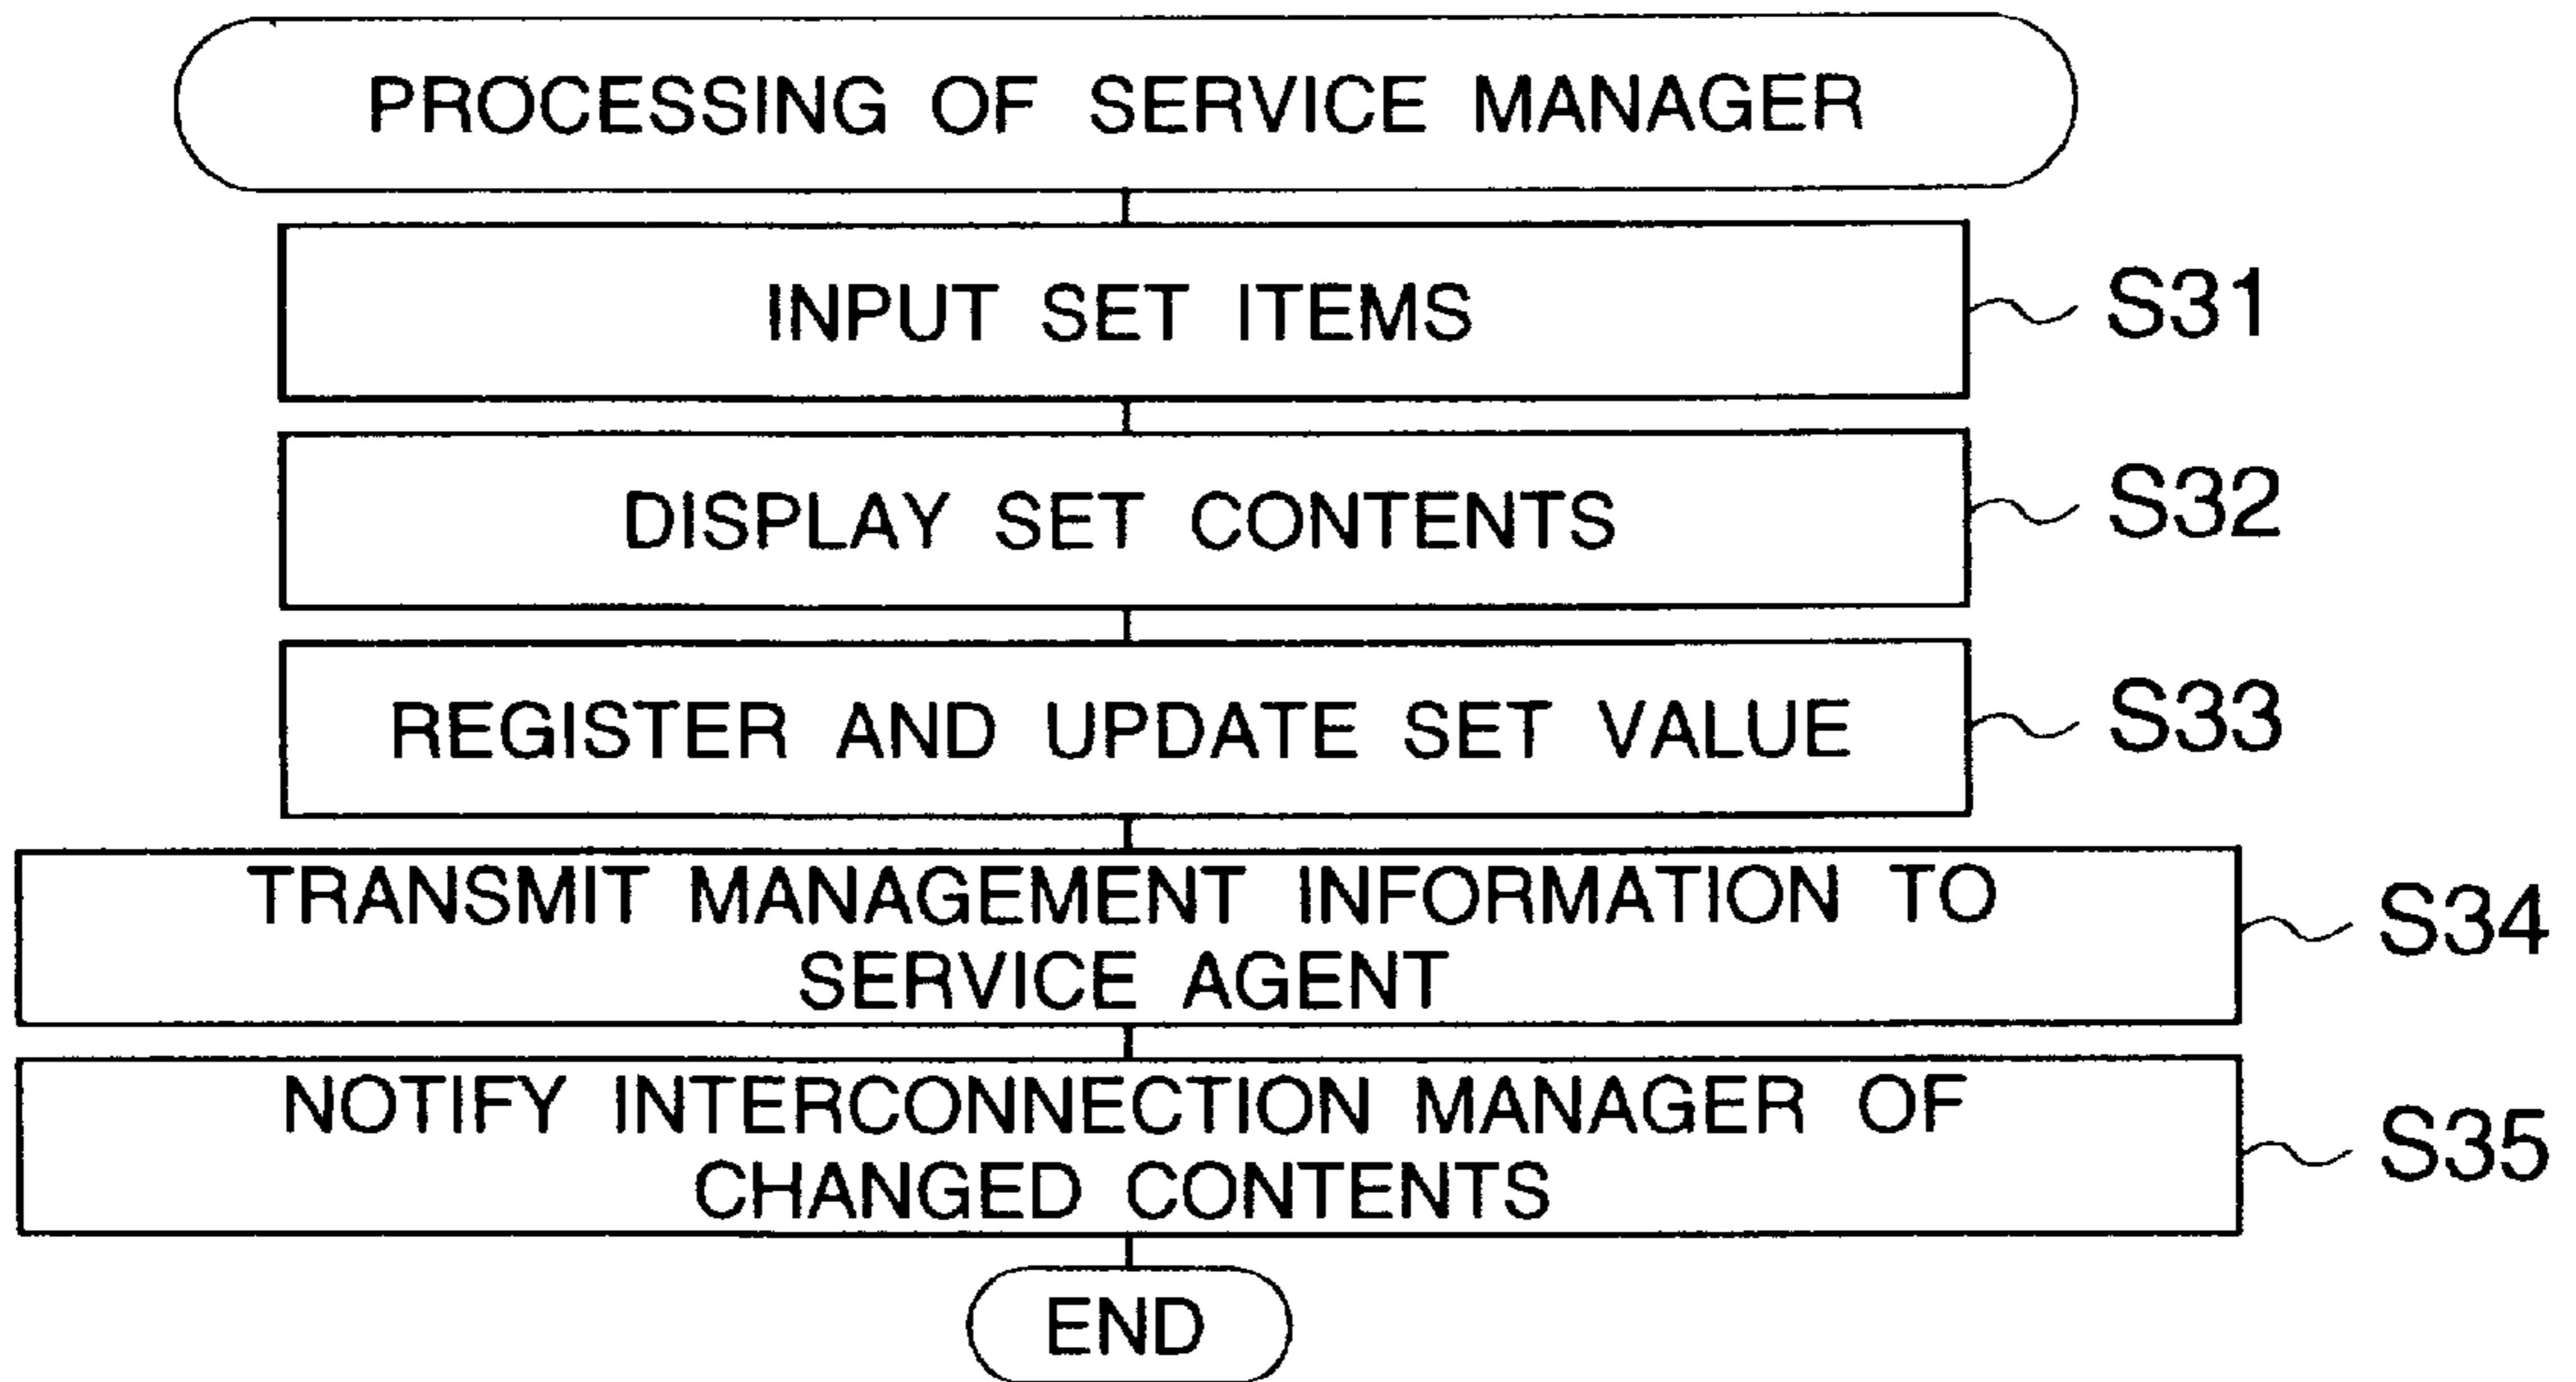 PROCESSING OF SERVICE MANAGER
INPUT SET ITEMS
S31
DISPLAY SET CONTENTS
S32
REGISTER AND UPDATE SET VALUE
S33
TRANSMIT MANAGEMENT INFORMATION TO
SERVICE AGENT
S34
NOTIFY INTERCONNECTION MANAGER OF
CHANGED CONTENTS
S35
END